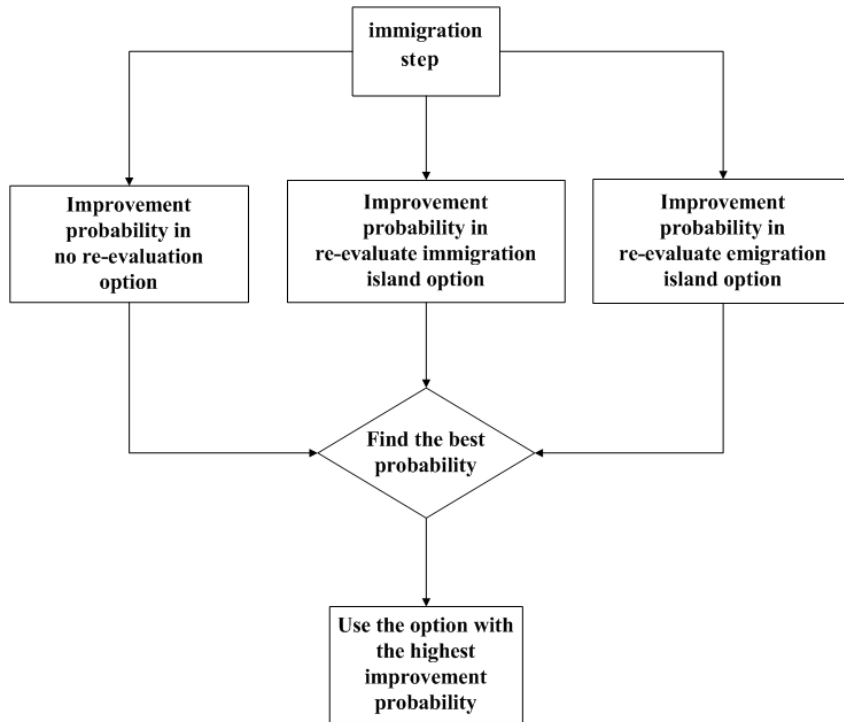 immigration
step
Improvement
probability in
no re-evaluation
option
Improvement
probability in
re-evaluate immigration
island option
Improvement
probability in
re-evaluate emigration
island option
Find the best
probability
Use the option with
the highest
improvement
probability